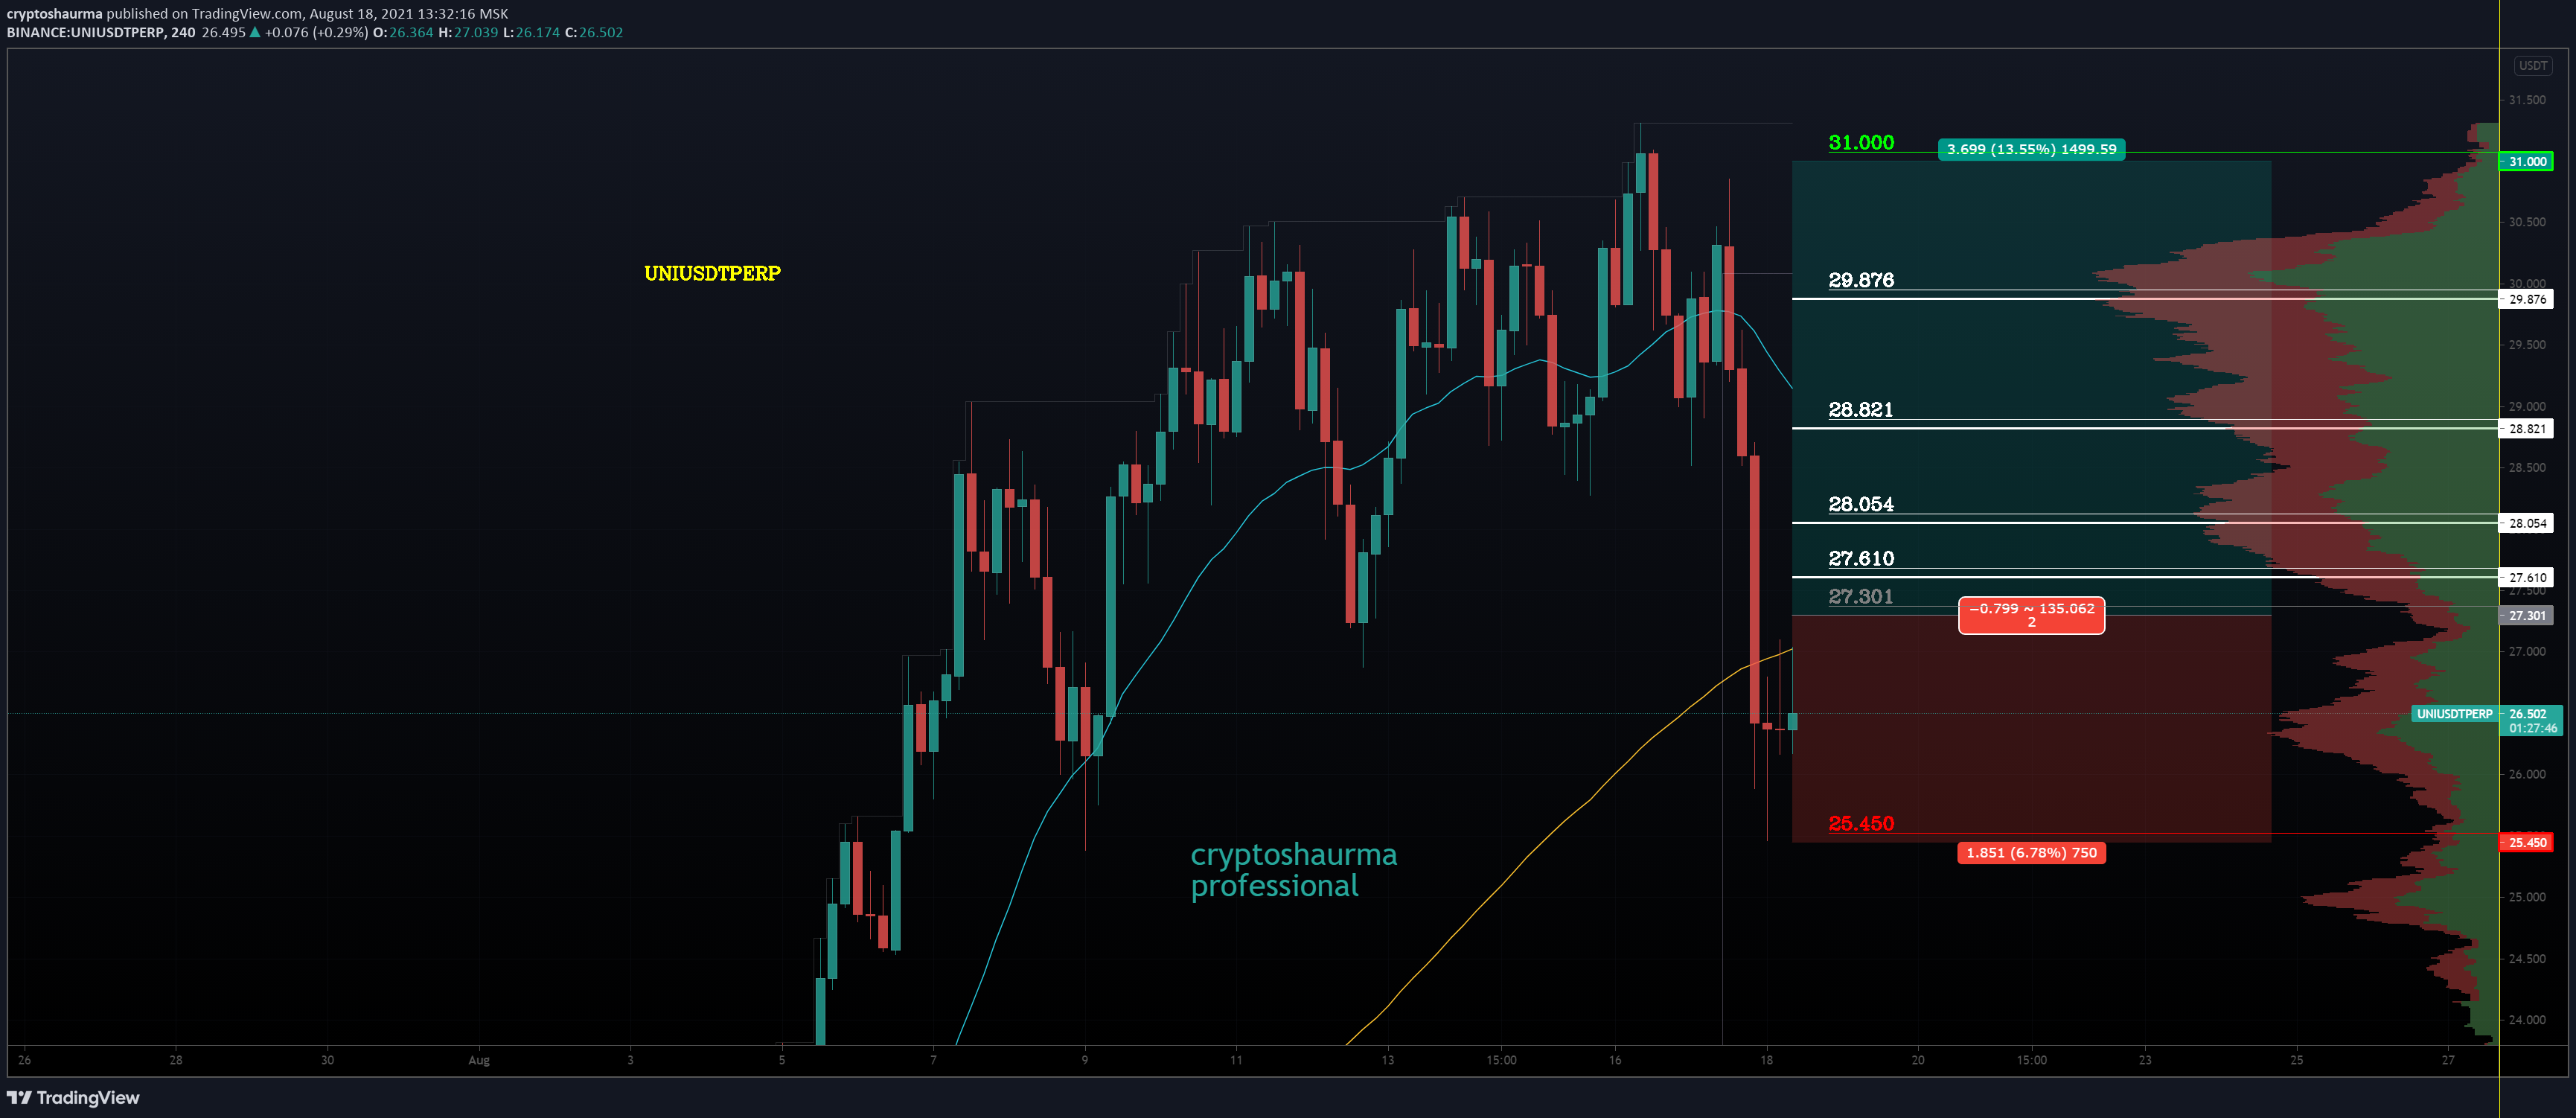 cryptoshaurma published on TradingView.com, August 18, 2021 13:32:16 MSK
BINANCE:UNIUSDTPERP, 240 26.495 ▲ +0.076 (+0.29%) O:26.364 H:27.039 L:26.174 C:26.502
USDT
31.500
31.000
3.699 (13.55%) 1499.59
31.000
30.500
UNIUSDTPERP
29.876
30.000
29.876
29.500
28.821
29.000
28.821
28.500
28.054
28.054
27.610
27.610
27.301
27.500
−0.799 ~ 135.062
2
27.301
27.000
UNIUSDTPERP
26.502
01:27:46
26.000
25.450
25.450
cryptoshaurma
professional
1.851 (6.78%) 750
25.000
24.500
24.000
26 28 30 Aug 3 5 7 9 11 13 15:00 16 18 20 15:00 23 25 27
TradingView